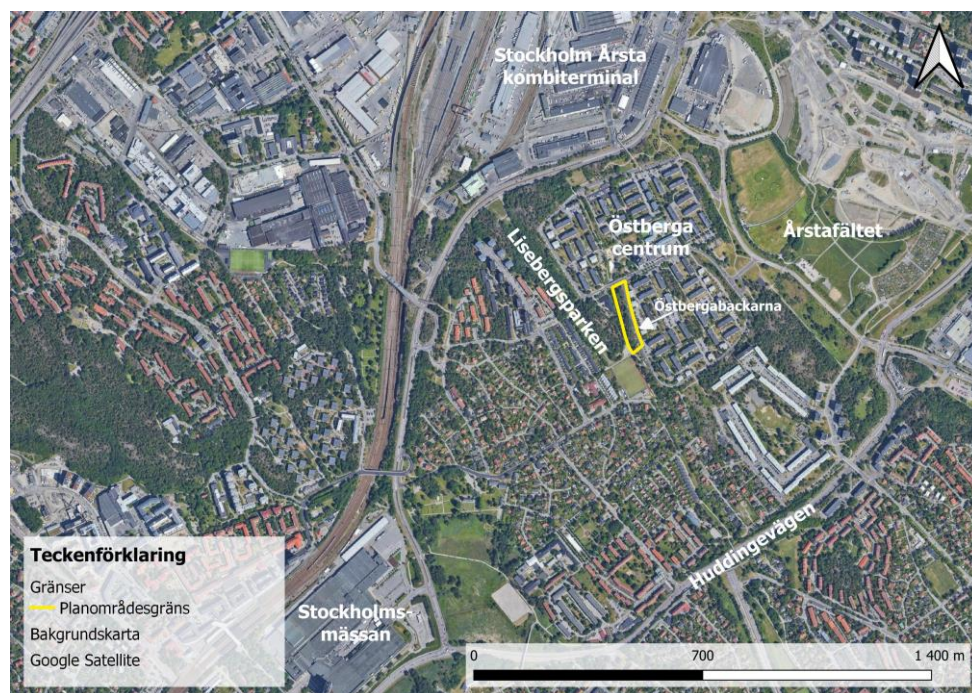 Stockholm Årsta
kombiterminal
Östberga
centrum
Årstafältet
Lisebergsparken
Östbergabackarna
Huddingevägen
Stockholms-
mässan
Teckenförklaring
Gränser
Planområdesgräns
Bakgrundskarta
Google Satellite
0 700 1 400 m